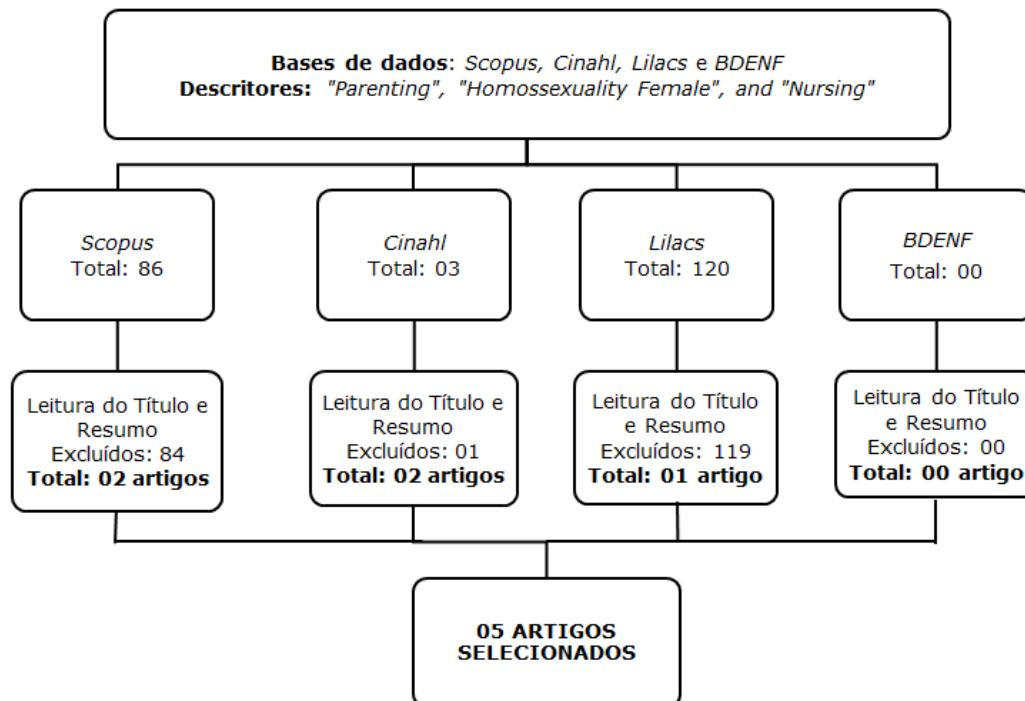 Bases de dados: Scopus, Cinahl, Lilacs e BDENF
Descritores: "Parenting", "Homossexuality Female", and "Nursing"
Scopus
Total: 86
Cinahl
Total: 03
Lilacs
Total: 120
BDENF
Total: 00
Leitura do Título e
Resumo
Excluídos: 84
Total: 02 artigos
Leitura do Título e
Resumo
Excluídos: 01
Total: 02 artigos
Leitura do Título
e Resumo
Excluídos: 119
Total: 01 artigo
Leitura do Título
e Resumo
Excluídos: 00
Total: 00 artigo
05 ARTIGOS
SELECIONADOS